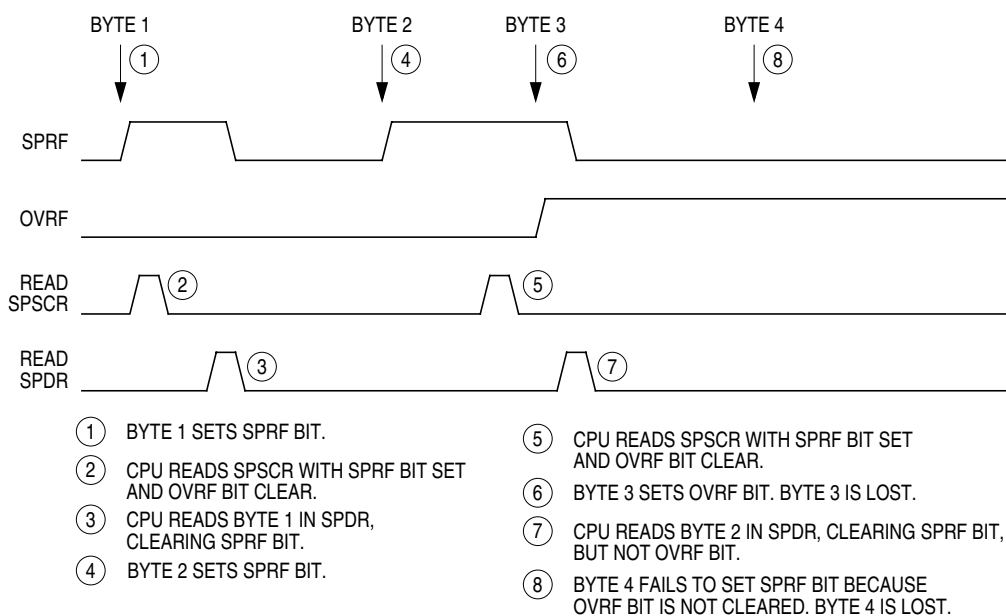 BYTE 1 BYTE 2 BYTE 3 BYTE 4
1 4 6 8
SPRF
OVRF
READ
SPSCR
2 5
READ
SPDR
3 7
1 BYTE 1 SETS SPRF BIT.
2 CPU READS SPSCR WITH SPRF BIT SET
AND OVRF BIT CLEAR.
3 CPU READS BYTE 1 IN SPDR,
CLEARING SPRF BIT.
4 BYTE 2 SETS SPRF BIT.
5 CPU READS SPSCR WITH SPRF BIT SET
AND OVRF BIT CLEAR.
6 BYTE 3 SETS OVRF BIT. BYTE 3 IS LOST.
7 CPU READS BYTE 2 IN SPDR, CLEARING SPRF BIT,
BUT NOT OVRF BIT.
8 BYTE 4 FAILS TO SET SPRF BIT BECAUSE
OVRF BIT IS NOT CLEARED. BYTE 4 IS LOST.